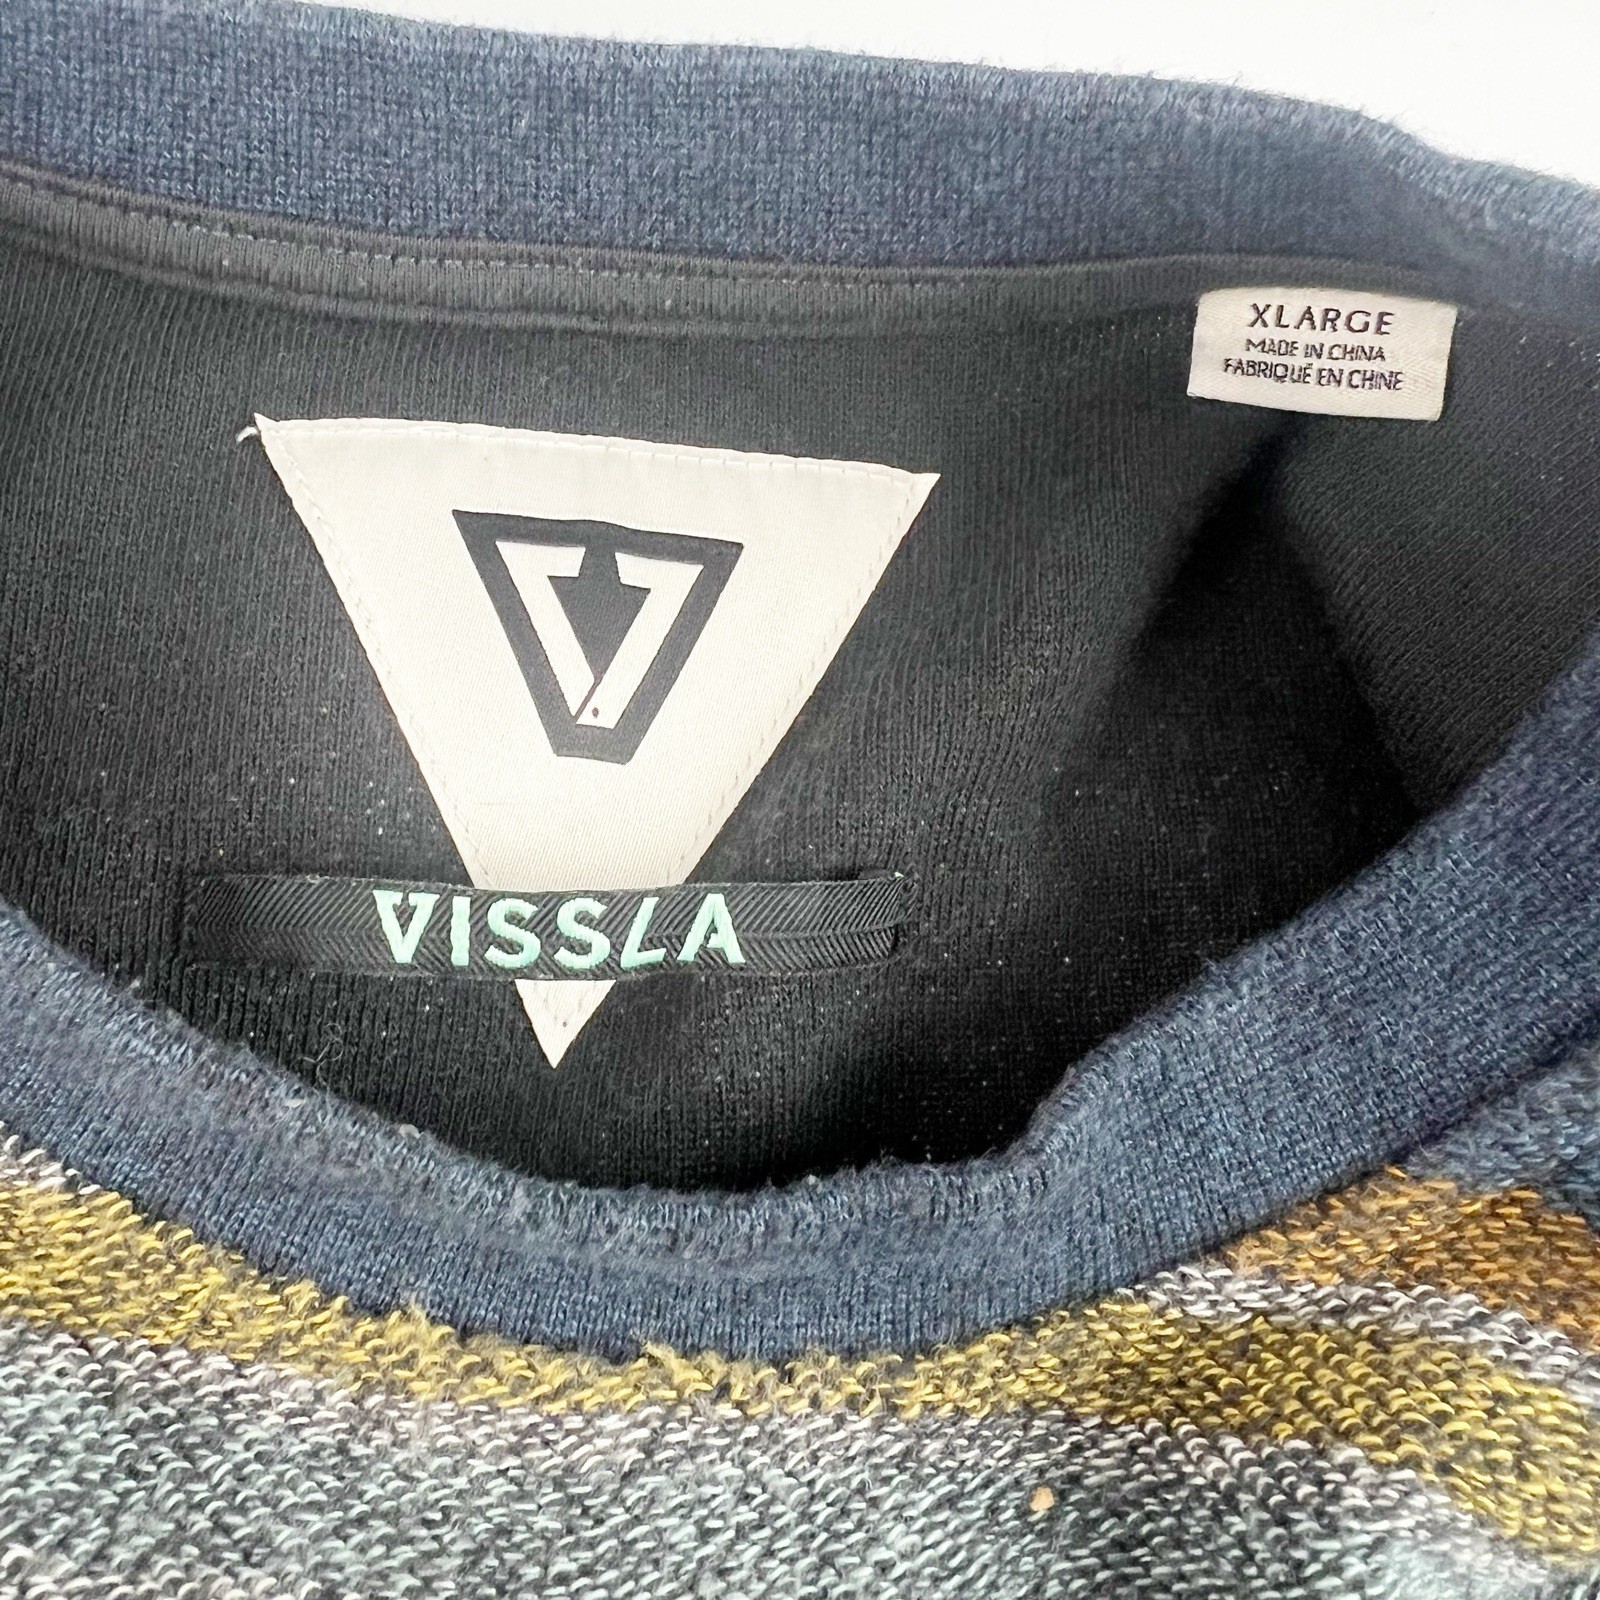 XLARGE
MADE IN CHINA
FABRIQUÉ EN CHINE
V
VISSLA